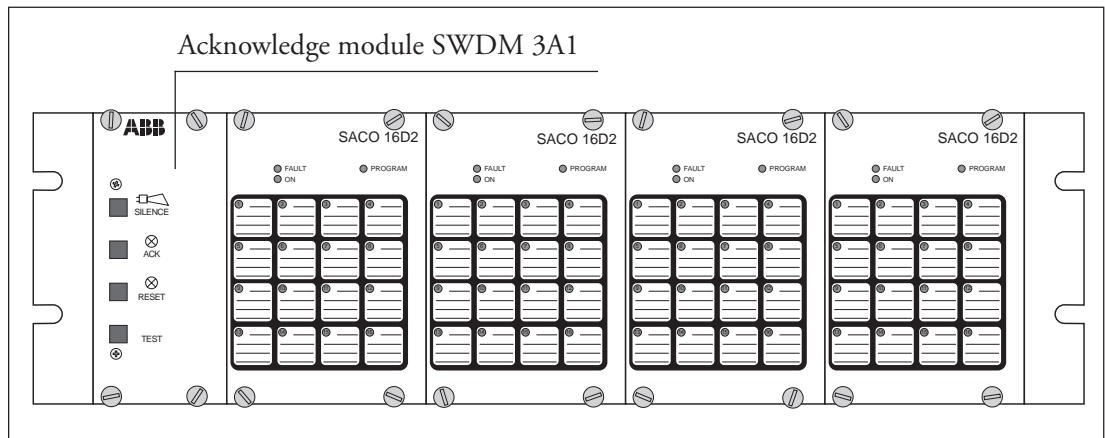 Acknowledge module SWDM 3A1
ABB
SILENCE
ACK
RESET
TEST
SACO 16D2
FAULT PROGRAM
ON
SACO 16D2
FAULT PROGRAM
ON
SACO 16D2
FAULT PROGRAM
ON
SACO 16D2
FAULT PROGRAM
ON